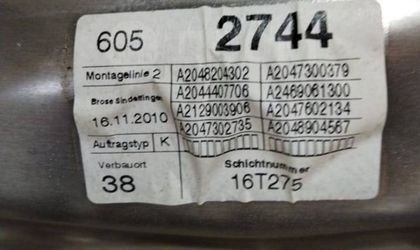 605 2744
Montagelinie 2 A2048204302 A2047300379
A2044407706 A2469061300
Brose Sindelfingen A2129003906 A2047602134
16.11.2010 A2047302735 A2048904567
Auftragstyp K
Verbauort Schichtnummer
38 16T275